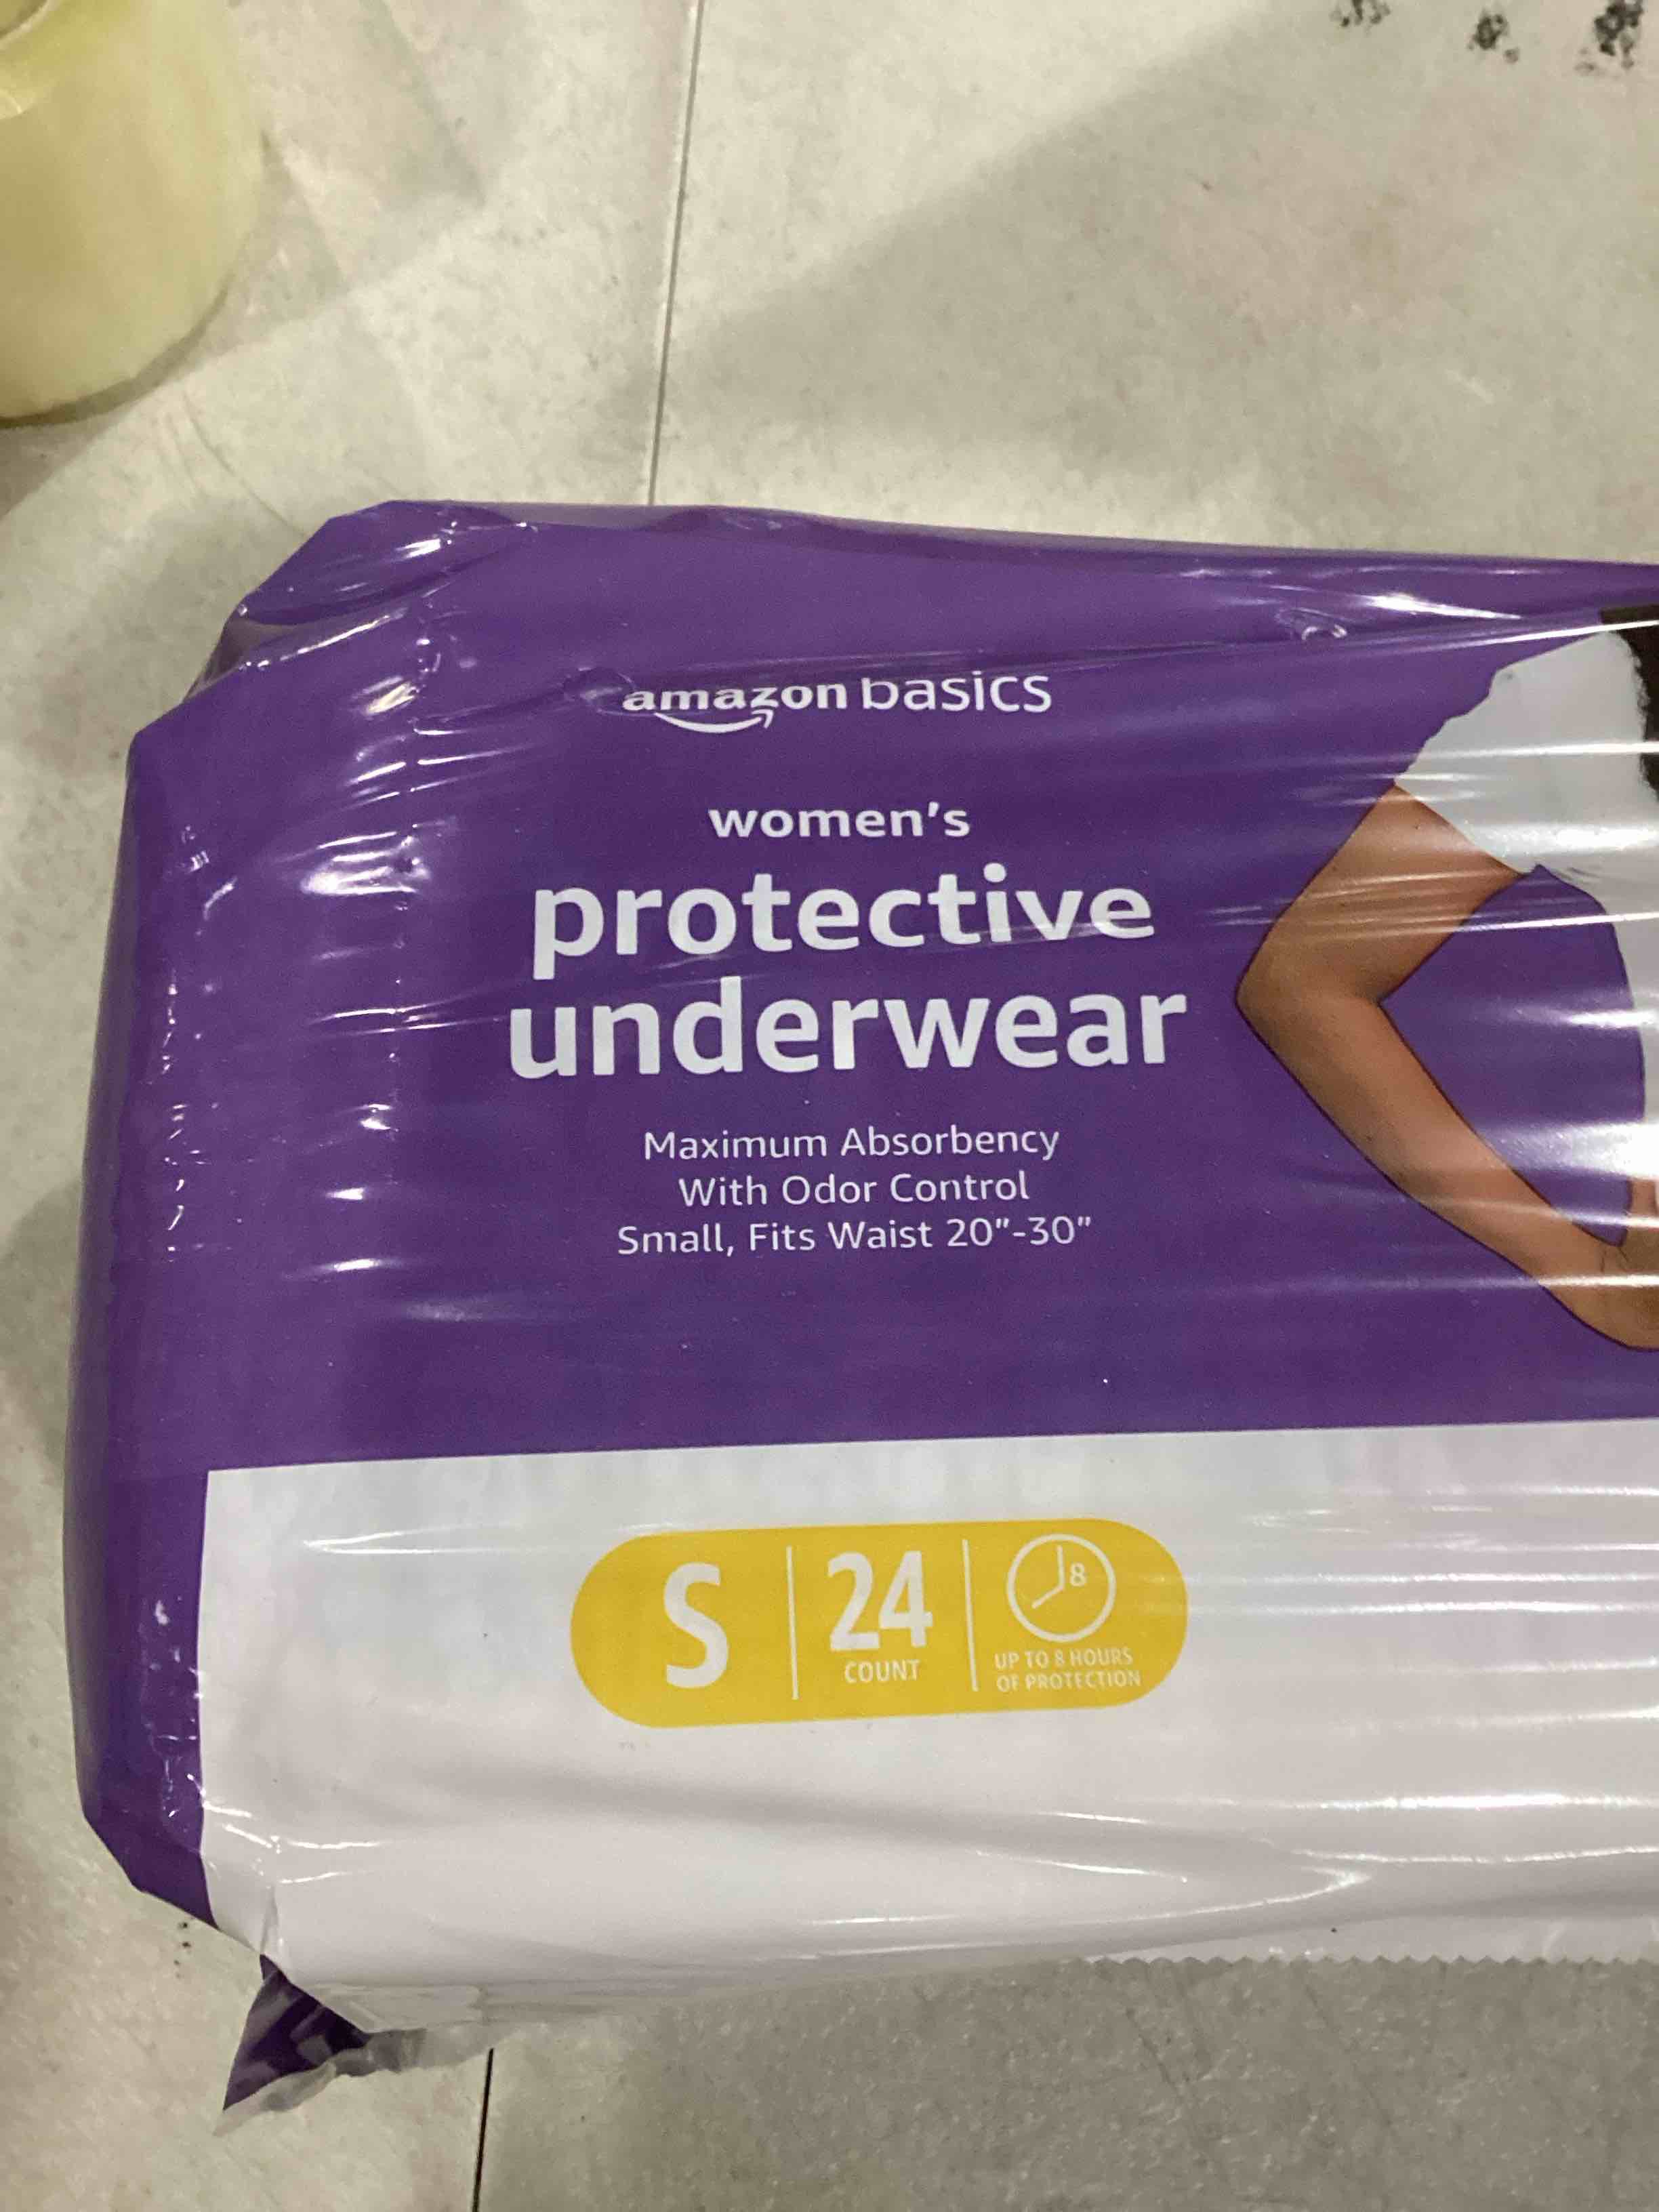 amazon basics
women's
protective
underwear
Maximum Absorbency
With Odor Control
Small, Fits Waist 20"-30"
S
24
COUNT
8
UP TO 8 HOURS
OF PROTECTION